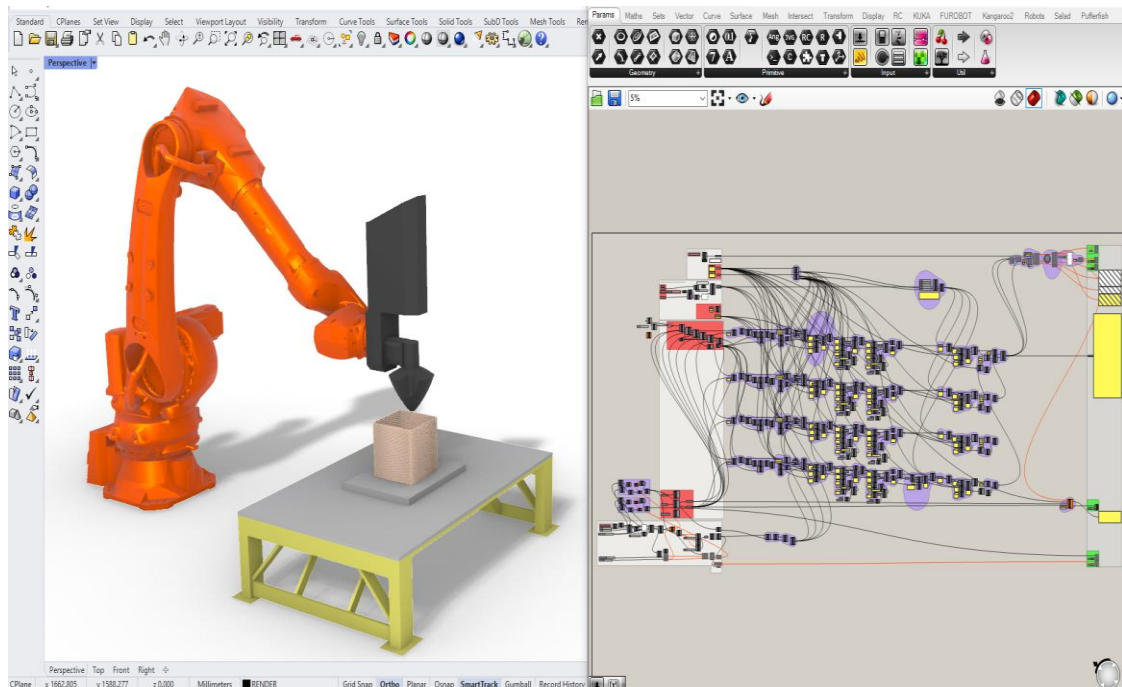 Standard CPlanes Set View Display Select Viewport Layout Visibility Transform Curve Tools Surface Tools Solid Tools SubD Tools Mesh Tools
Perspective
Perspective Top Front Right
CPlane x 1662.805 y 1588.277 z 0.000 Millimeters RENDER Grid Snap Ortho Planar Osnap SmartTrack Gumball Record History
Params Maths Sets Vector Curve Surface Mesh Intersect Transform Display RC KUKA FUROBOT Kangaroo2 Robots Salad Pufferfish
Geometry Primitive Input Util
5%